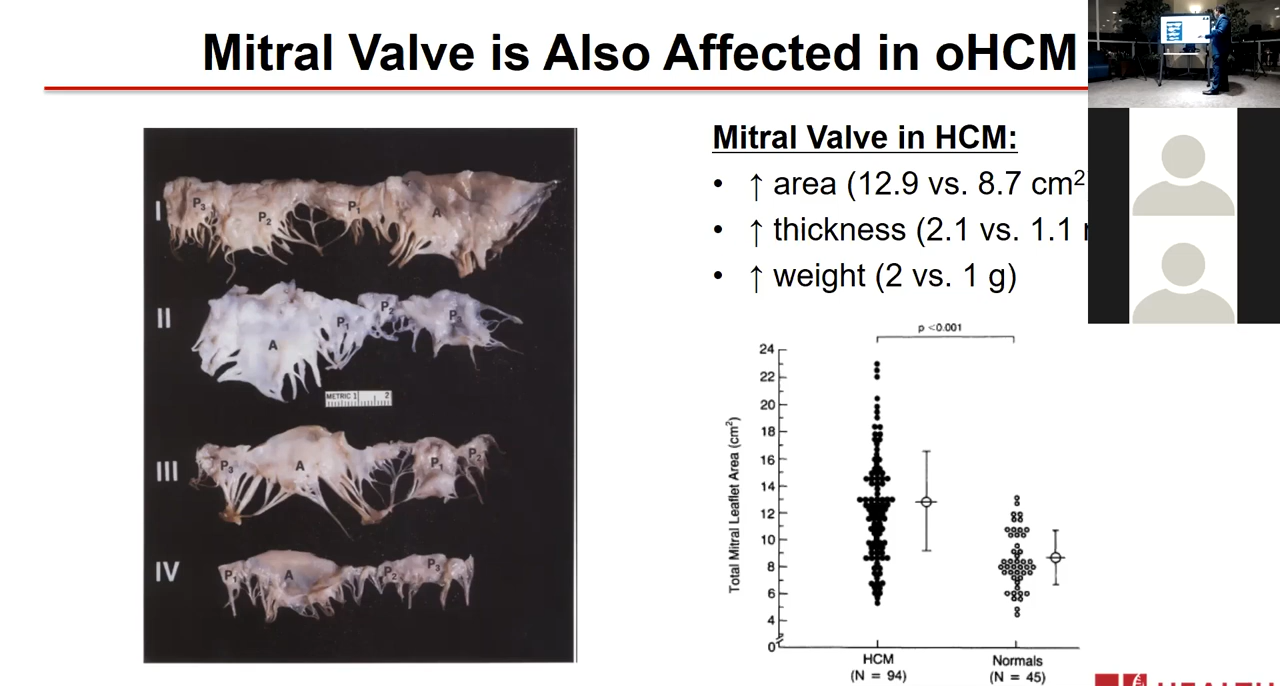 Mitral Valve is Also Affected in oHCM
Mitral Valve in HCM:
• ↑ area (12.9 vs. 8.7 cm²
• ↑ thickness (2.1 vs. 1.1
• ↑ weight (2 vs. 1 g)
I
P3
P2
P1
A
II
A
P1
P2
P3
METRIC 1 2
III
P3
A
P1
P2
IV
P1
A
P2
P3
p <0.001
Total Mitral Leaflet Area (cm²)
24
22
20
18
16
14
12
10
8
6
4
0
HCM
(N = 94)
Normals
(N = 45)
HEALTH